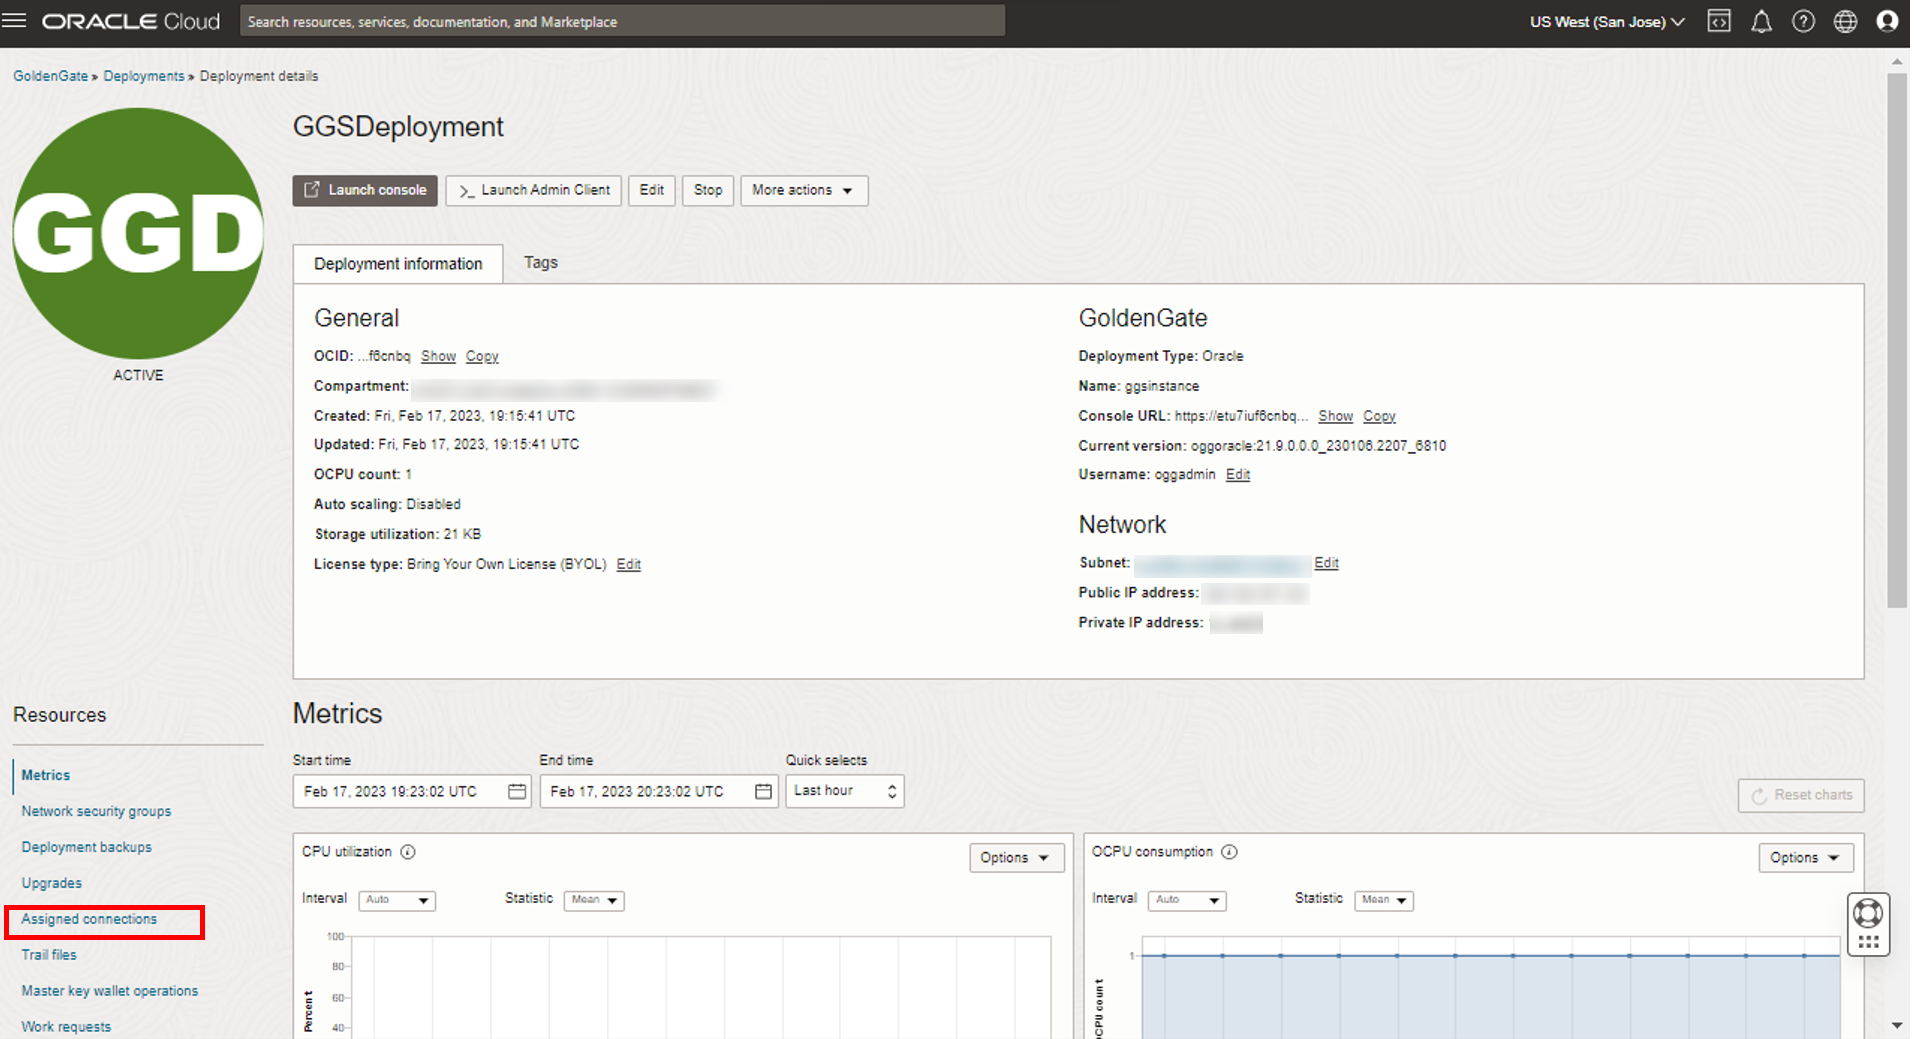 ORACLE Cloud
Search resources, services, documentation, and Marketplace
US West (San Jose)
GoldenGate » Deployments » Deployment details
GGD
ACTIVE
GGSDeployment
Launch console
>_ Launch Admin Client
Edit
Stop
More actions
Deployment information
Tags
General
OCID: ...f6cnbq Show Copy
Compartment:
Created: Fri, Feb 17, 2023, 19:15:41 UTC
Updated: Fri, Feb 17, 2023, 19:15:41 UTC
OCPU count: 1
Auto scaling: Disabled
Storage utilization: 21 KB
License type: Bring Your Own License (BYOL) Edit
GoldenGate
Deployment Type: Oracle
Name: ggsinstance
Console URL: https://etu7iuf6cnbq... Show Copy
Current version: oggoracle:21.9.0.0.0_230106.2207_6810
Username: oggadmin Edit
Network
Subnet: Edit
Public IP address:
Private IP address:
Resources
Metrics
Network security groups
Deployment backups
Upgrades
Assigned connections
Trail files
Master key wallet operations
Work requests
Metrics
Start time
Feb 17, 2023 19:23:02 UTC
End time
Feb 17, 2023 20:23:02 UTC
Quick selects
Last hour
Reset charts
CPU utilization
Options
Interval Auto
Statistic Mean
100
80
60
40
Percent
OCPU consumption
Options
Interval Auto
Statistic Mean
1
OCPU count